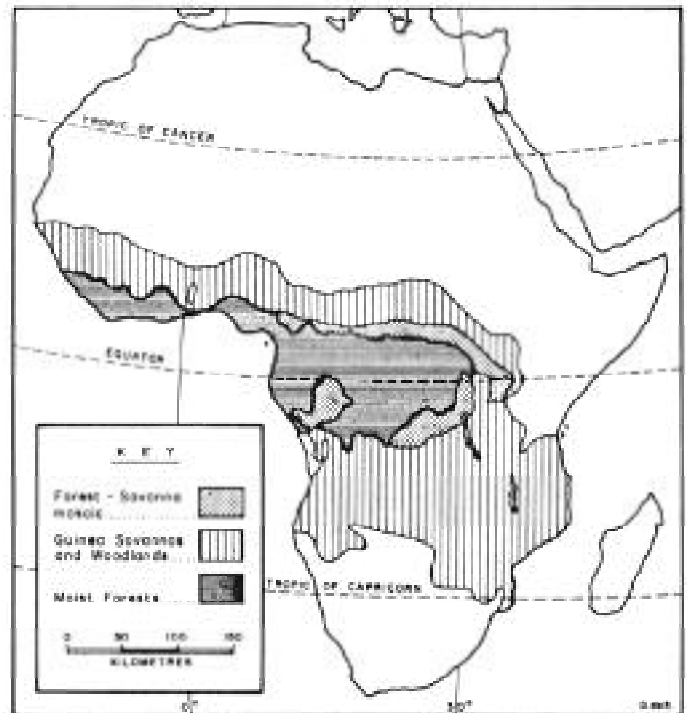 TROPIC OF CANCER
EQUATOR
KEY
Forest - Savanna
mosaic
Guinea Savannas
and Woodlands
Moist Forests
0 50 100 150
KILOMETRES
TROPIC OF CAPRICORN
0°
30°